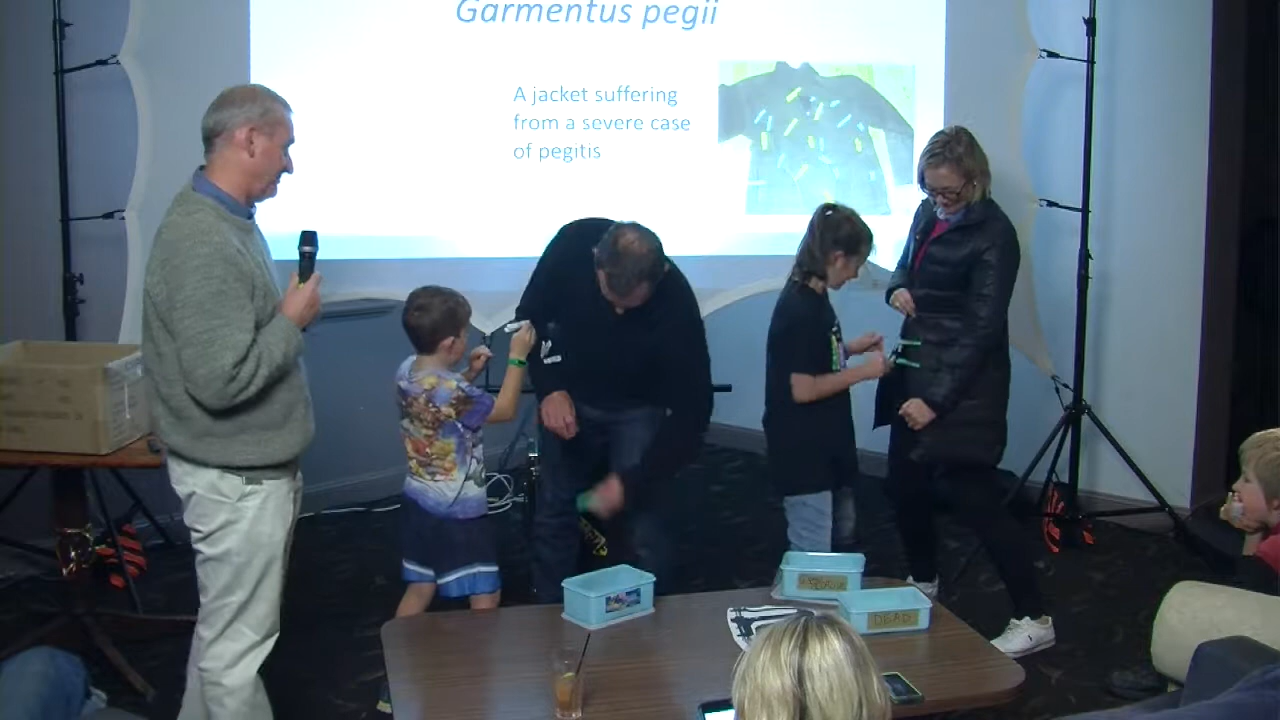 Garmentus pegii
A jacket suffering
from a severe case
of pegitis
DEAD